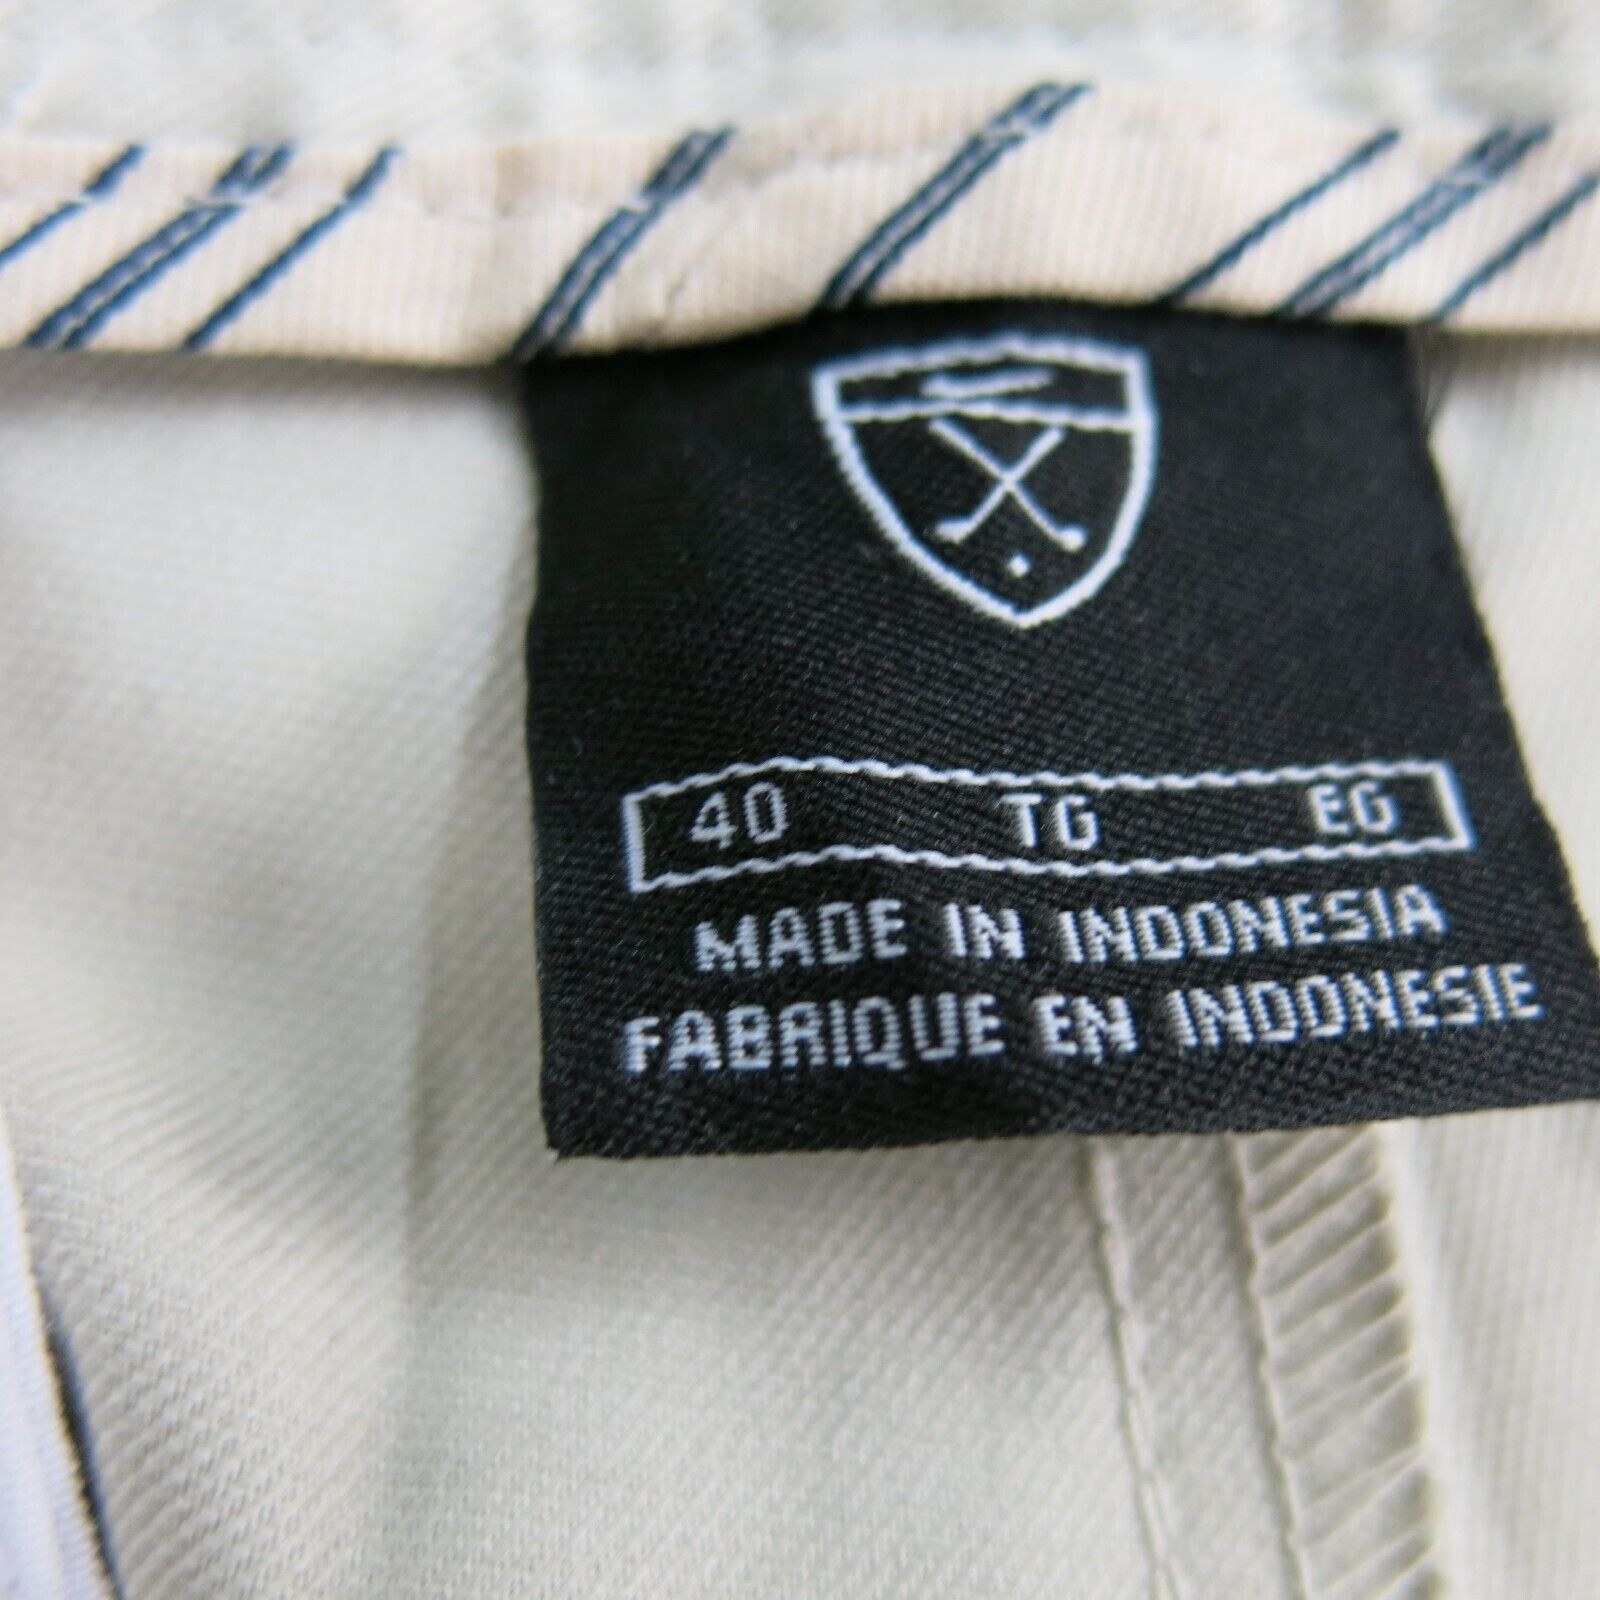 40 TG EG
MADE IN INDONESIA
FABRIQUE EN INDONESIE